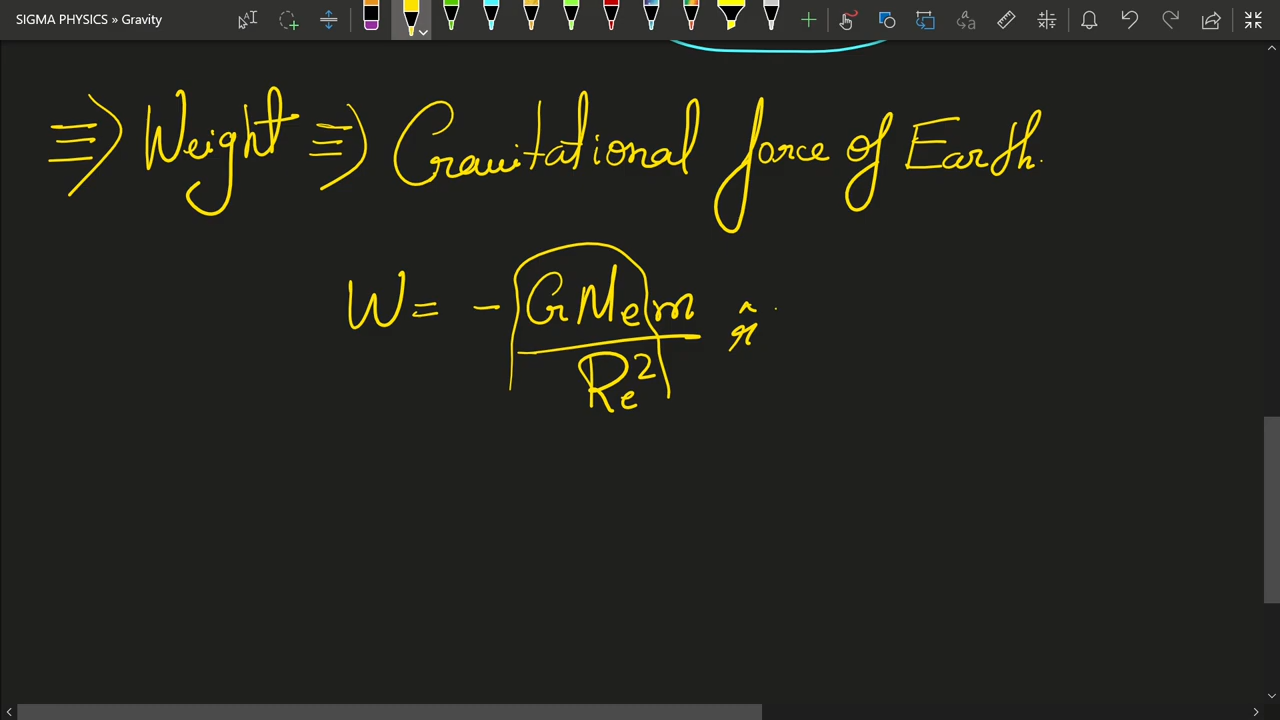 SIGMA PHYSICS » Gravity
⇛ Weight ⇛ Gravitational force of Earth.
W = - GMem / Re² r̂